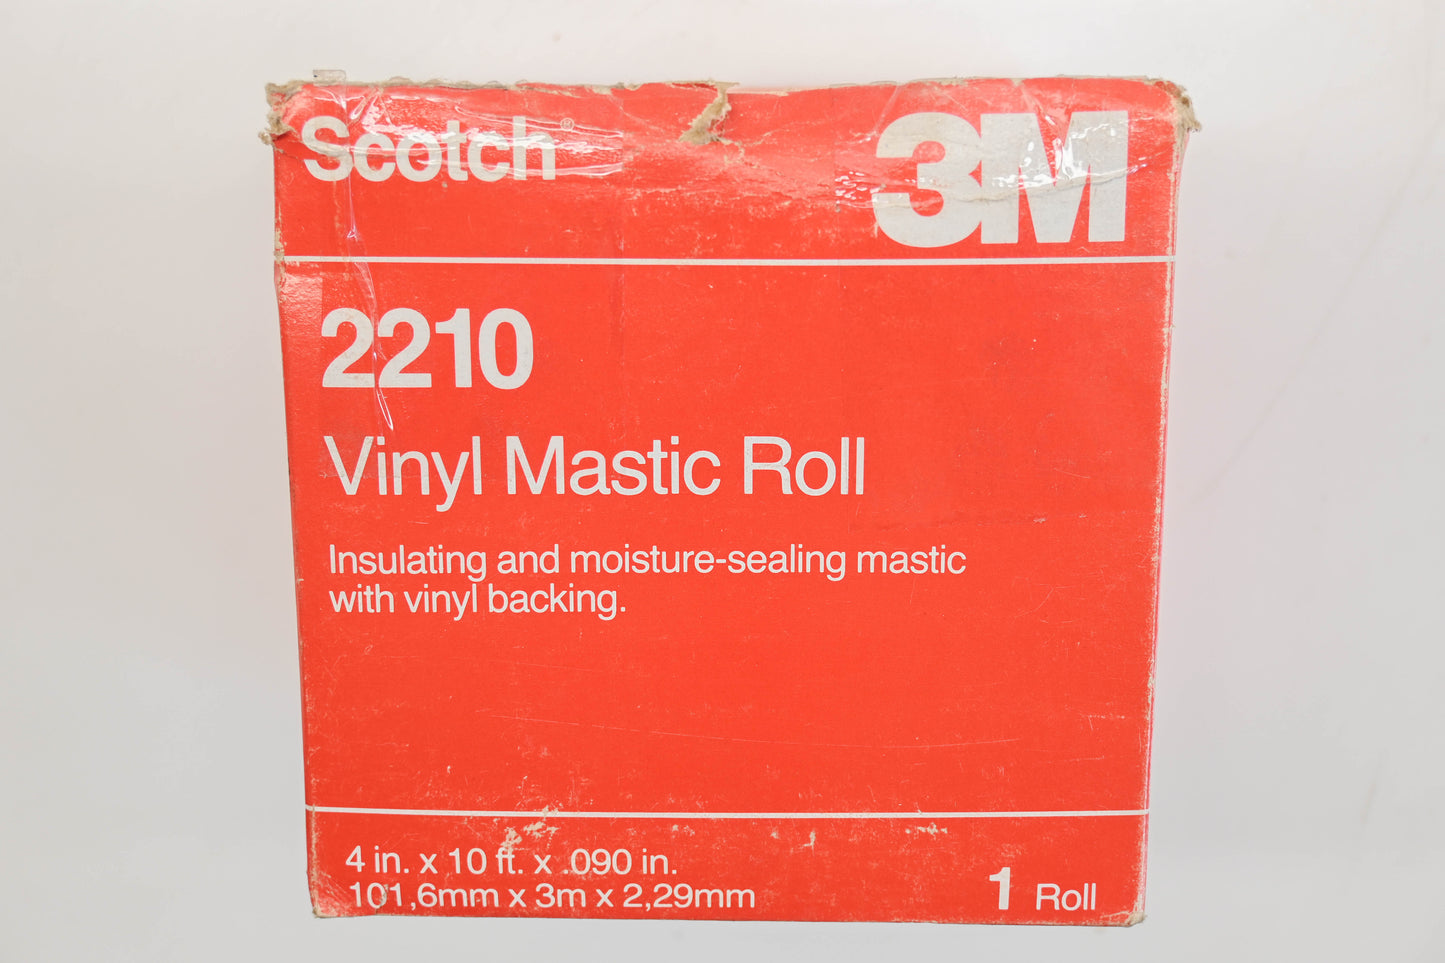 Scotch®
3M
2210
Vinyl Mastic Roll
Insulating and moisture-sealing mastic
with vinyl backing.
4 in. x 10 ft. x .090 in.
101,6mm x 3m x 2,29mm
1 Roll